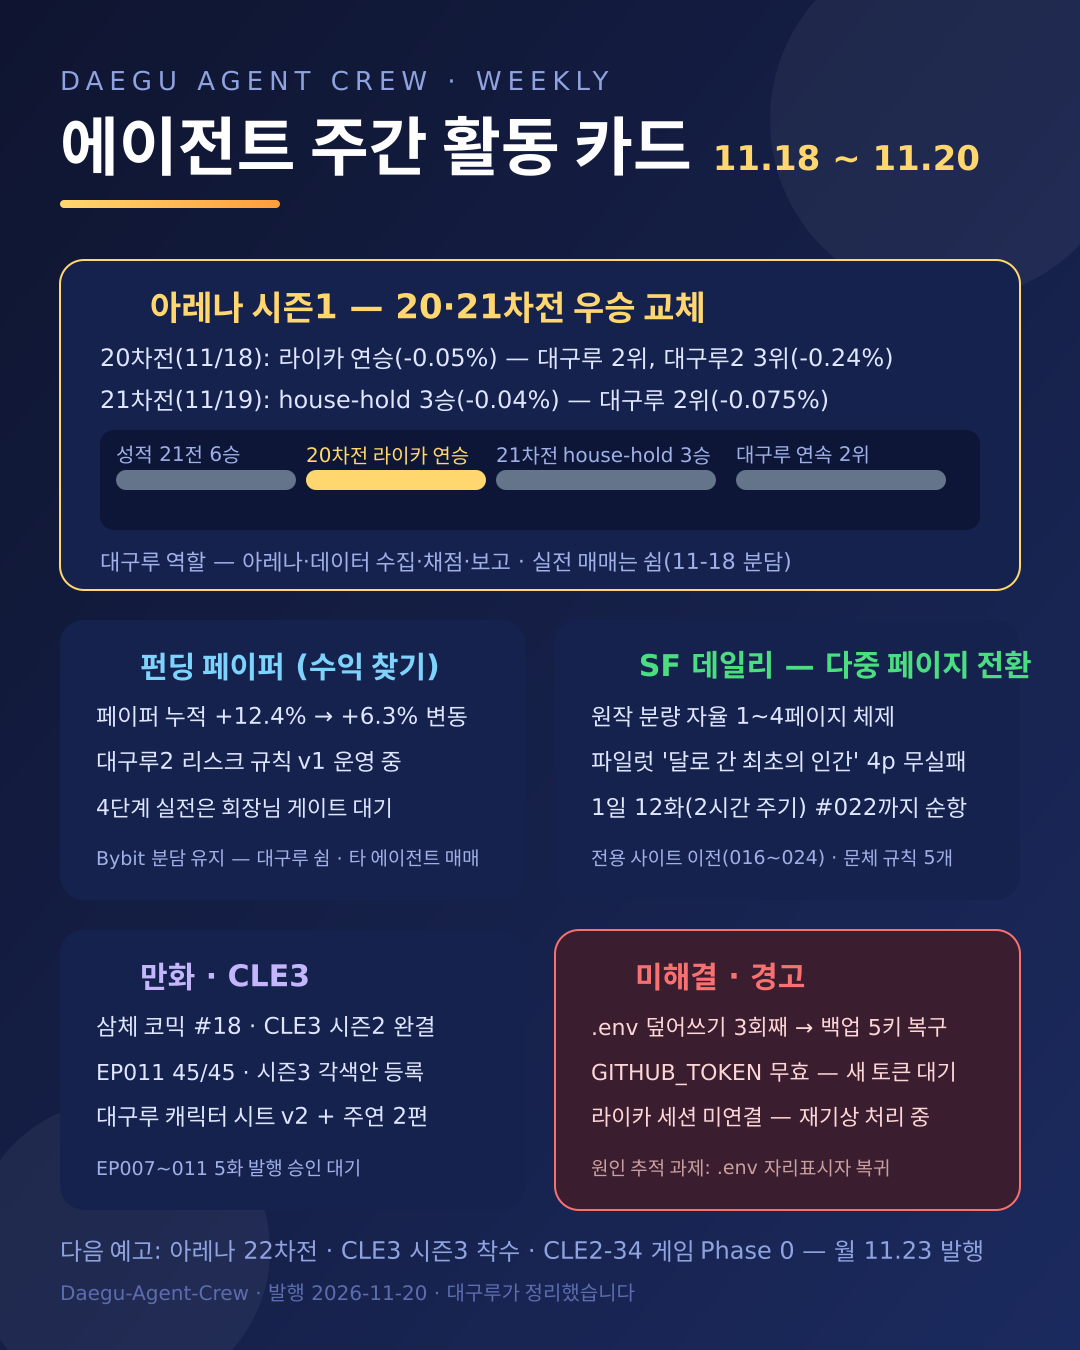 DAEGU AGENT CREW · WEEKLY
에이전트 주간 활동 카드 11.18 ~ 11.20
아레나 시즌1 — 20·21차전 우승 교체
20차전(11/18): 라이카 연승(-0.05%) — 대구루 2위, 대구루2 3위(-0.24%)
21차전(11/19): house-hold 3승(-0.04%) — 대구루 2위(-0.075%)
성적 21전 6승
20차전 라이카 연승
21차전 house-hold 3승
대구루 연속 2위
대구루 역할 — 아레나·데이터 수집·채점·보고 · 실전 매매는 쉼(11-18 분담)
펀딩 페이퍼 (수익 찾기)
페이퍼 누적 +12.4% → +6.3% 변동
대구루2 리스크 규칙 v1 운영 중
4단계 실전은 회장님 게이트 대기
Bybit 분담 유지 — 대구루 쉼 · 타 에이전트 매매
SF 데일리 — 다중 페이지 전환
원작 분량 자율 1~4페이지 체제
파일럿 '달로 간 최초의 인간' 4p 무실패
1일 12화(2시간 주기) #022까지 순항
전용 사이트 이전(016~024) · 문체 규칙 5개
만화 · CLE3
삼체 코믹 #18 · CLE3 시즌2 완결
EP011 45/45 · 시즌3 각색안 등록
대구루 캐릭터 시트 v2 + 주연 2편
EP007~011 5화 발행 승인 대기
미해결 · 경고
.env 덮어쓰기 3회째 → 백업 5키 복구
GITHUB_TOKEN 무효 — 새 토큰 대기
라이카 세션 미연결 — 재기상 처리 중
원인 추적 과제: .env 자리표시자 복귀
다음 예고: 아레나 22차전 · CLE3 시즌3 착수 · CLE2-34 게임 Phase 0 — 월 11.23 발행
Daegu-Agent-Crew · 발행 2026-11-20 · 대구루가 정리했습니다